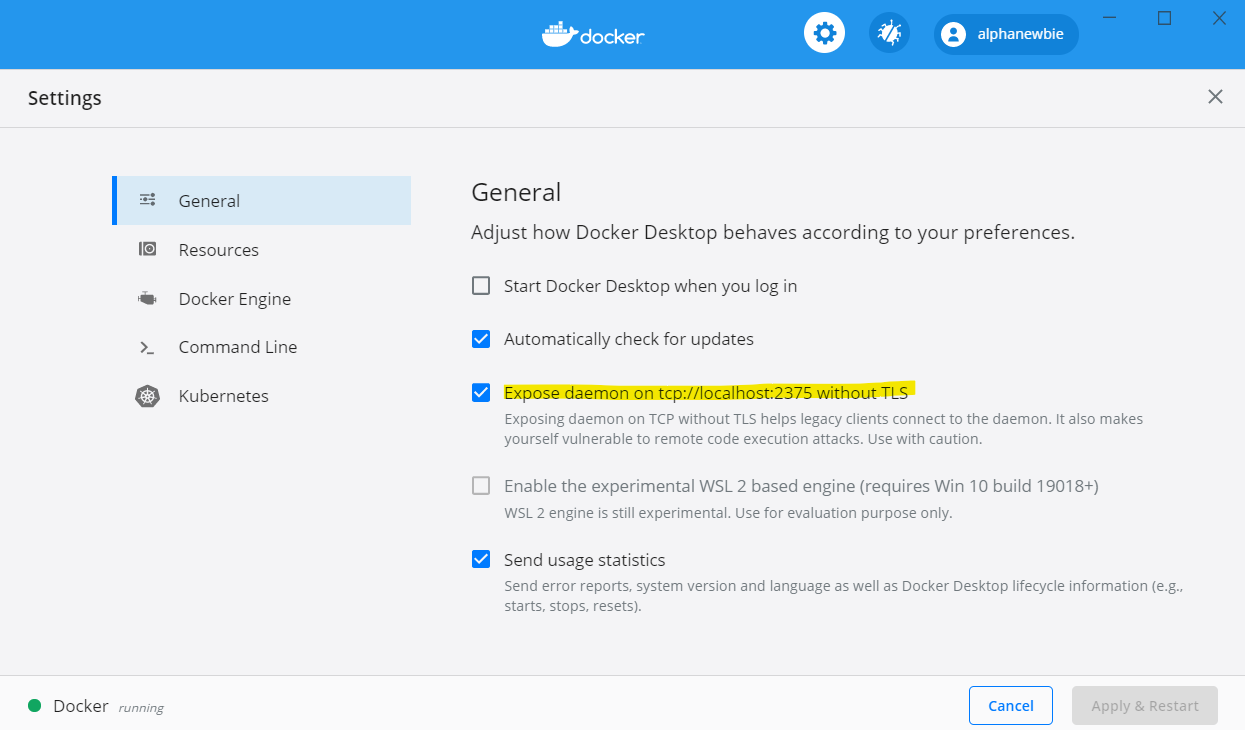 docker
alphanewbie
Settings
General
Resources
Docker Engine
Command Line
Kubernetes
General
Adjust how Docker Desktop behaves according to your preferences.
Start Docker Desktop when you log in
Automatically check for updates
Expose daemon on tcp://localhost:2375 without TLS
Exposing daemon on TCP without TLS helps legacy clients connect to the daemon. It also makes
yourself vulnerable to remote code execution attacks. Use with caution.
Enable the experimental WSL 2 based engine (requires Win 10 build 19018+)
WSL 2 engine is still experimental. Use for evaluation purpose only.
Send usage statistics
Send error reports, system version and language as well as Docker Desktop lifecycle information (e.g.,
starts, stops, resets).
Docker running
Cancel
Apply & Restart